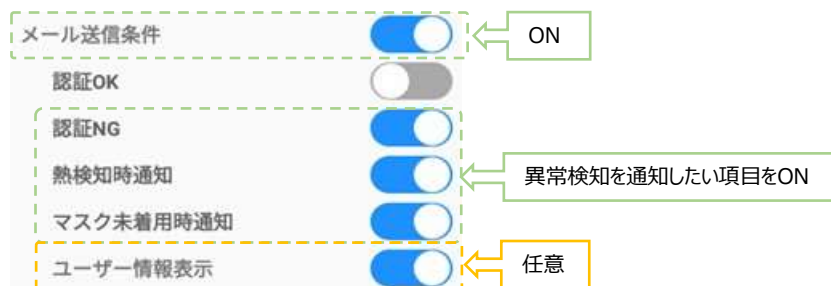 メール送信条件
ON
認証OK
認証NG
熱検知時通知
異常検知を通知したい項目をON
マスク未着用時通知
ユーザー情報表示
任意